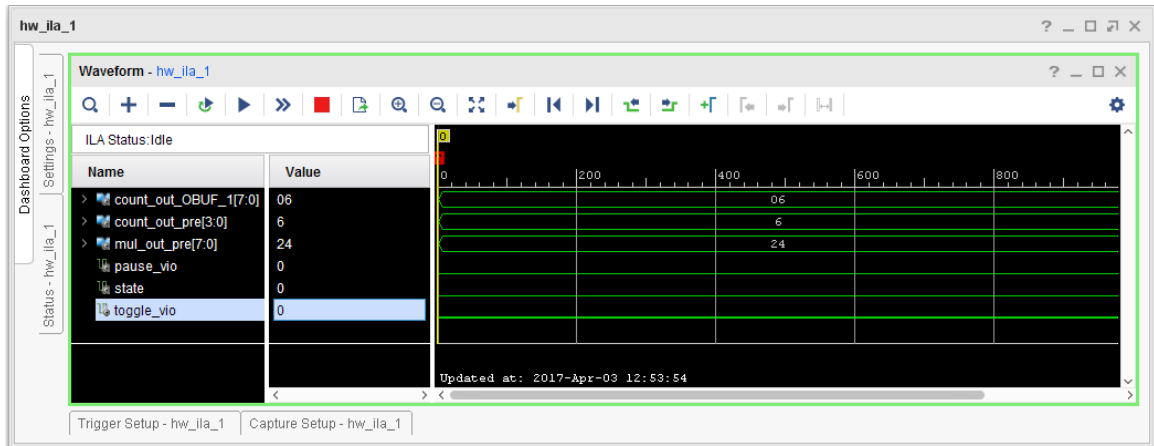 hw_ila_1
Dashboard Options
Settings - hw_ila_1
Status - hw_ila_1
Waveform - hw_ila_1
ILA Status:Idle
Name Value
count_out_OBUF_1[7:0] 06
count_out_pre[3:0] 6
mul_out_pre[7:0] 24
pause_vio 0
state 0
toggle_vio 0
0
0 200 400 600 800
06
6
24
Updated at: 2017-Apr-03 12:53:54
Trigger Setup - hw_ila_1 Capture Setup - hw_ila_1